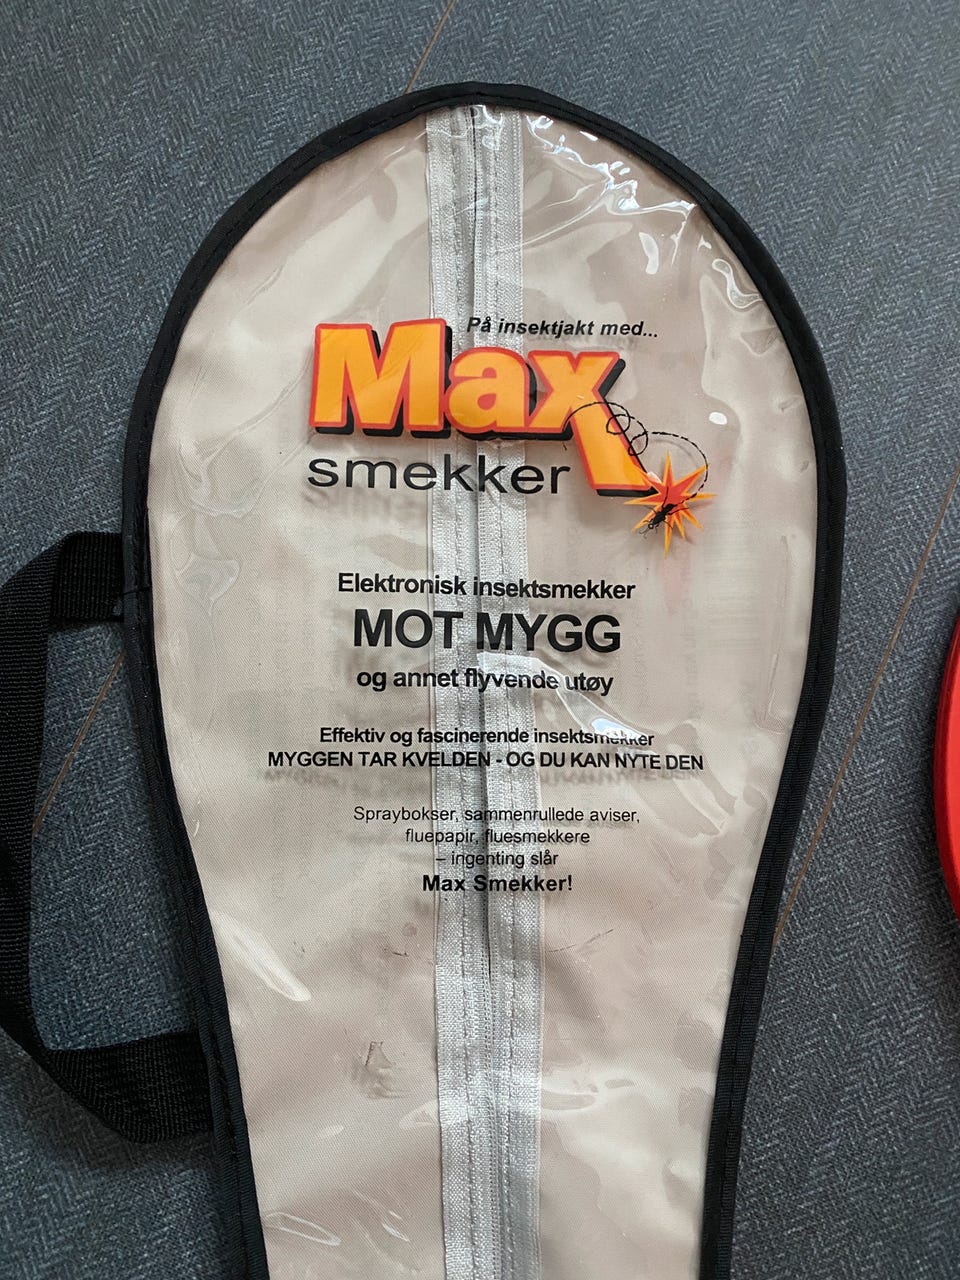 På insektjakt med...
Max
smekker
Elektronisk insektsmekker
MOT MYGG
og annet flyvende utøy
Effektiv og fascinerende insektsmekker
MYGGEN TAR KVELDEN - OG DU KAN NYTE DEN
Spraybokser, sammenrullede aviser,
fluepapir, fluesmekkere
– ingenting slår
Max Smekker!